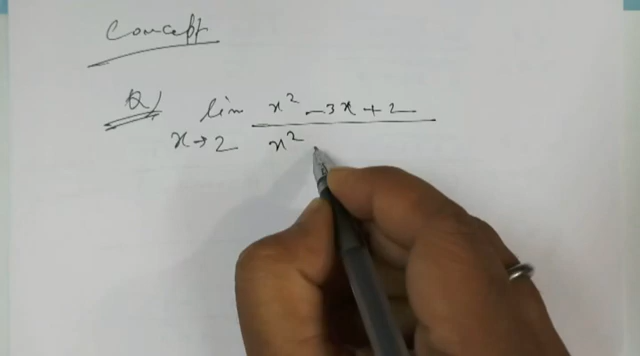 Concept
Q) lim x→2 x² - 3x + 2
x²